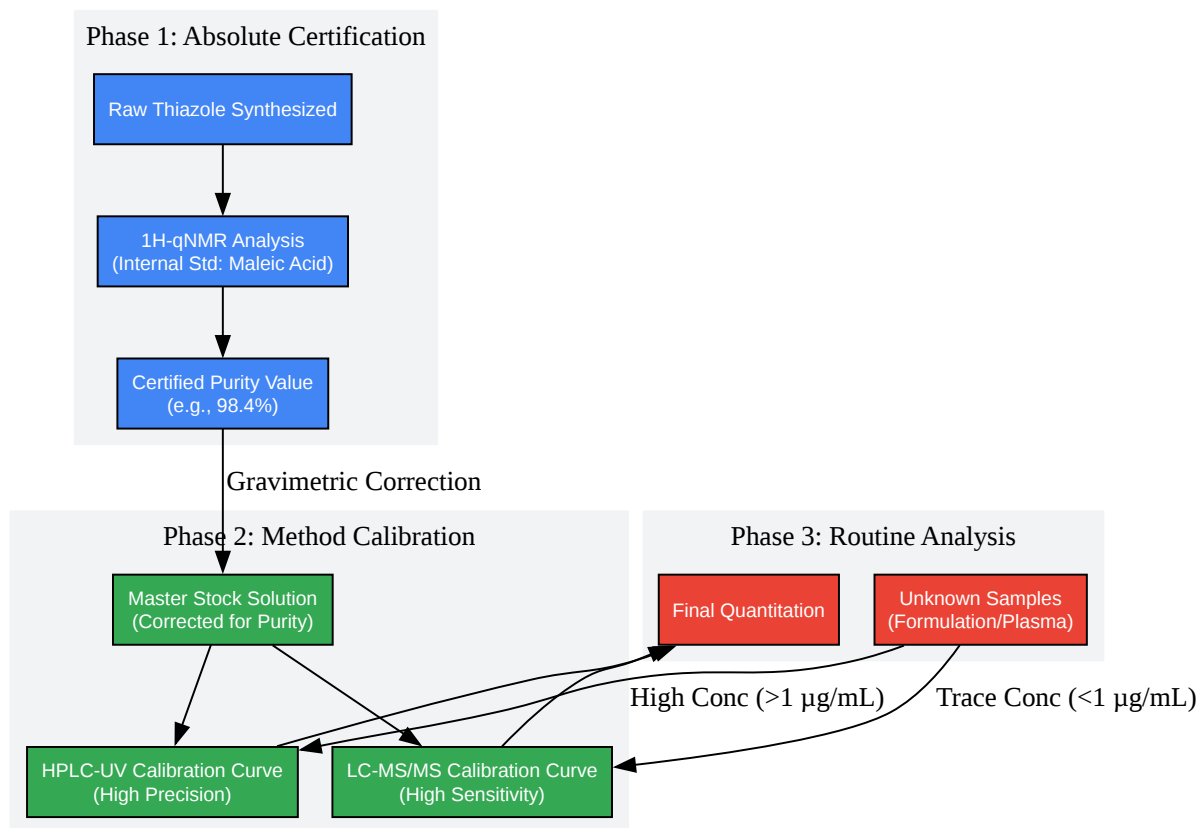 Phase 1: Absolute Certification
Raw Thiazole Synthesized
1H-qNMR Analysis
(Internal Std: Maleic Acid)
Certified Purity Value
(e.g., 98.4%)
Gravimetric Correction
Phase 2: Method Calibration
Master Stock Solution
(Corrected for Purity)
HPLC-UV Calibration Curve
(High Precision)
LC-MS/MS Calibration Curve
(High Sensitivity)
Phase 3: Routine Analysis
Final Quantitation
Unknown Samples
(Formulation/Plasma)
High Conc (>1 µg/mL)
Trace Conc (<1 µg/mL)